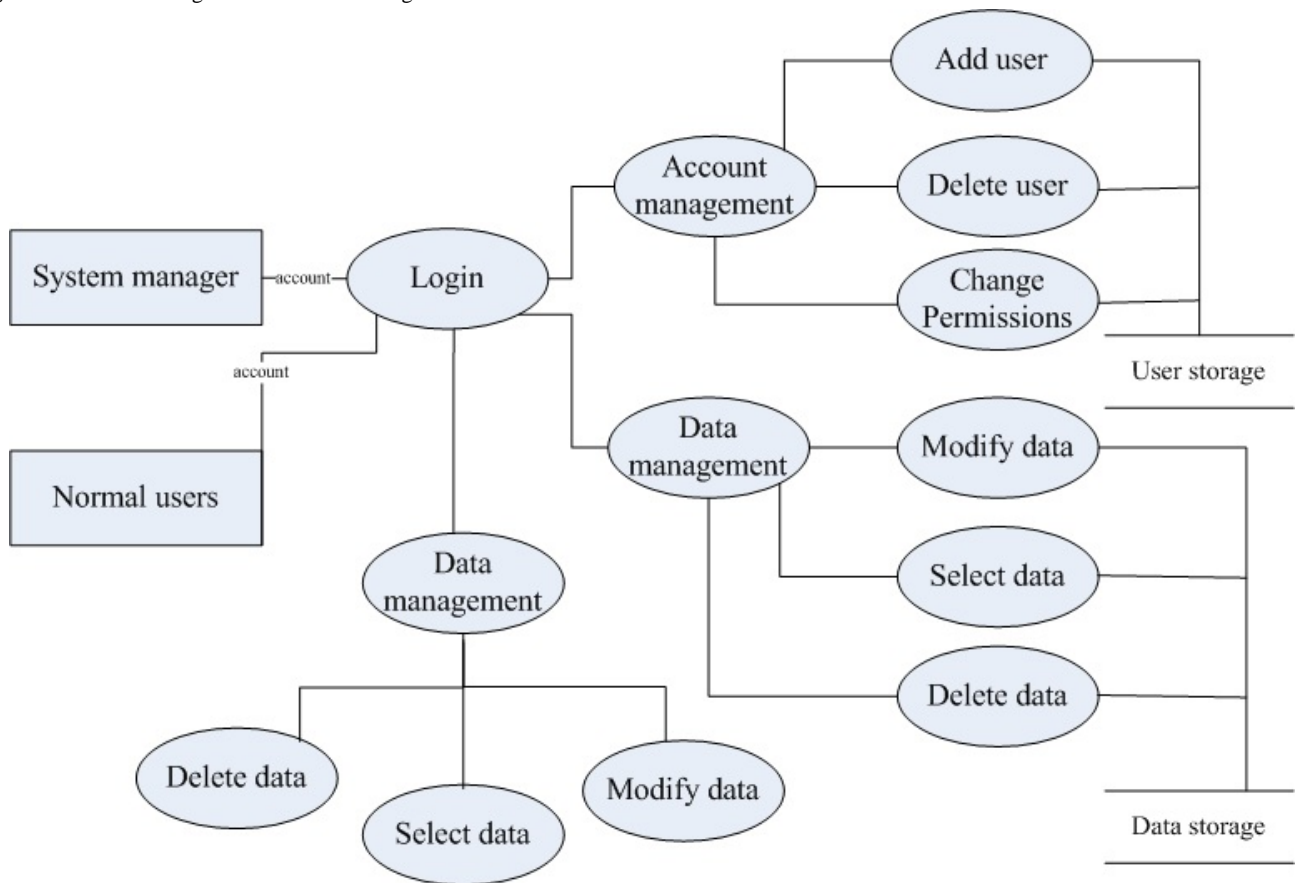 Add user
Account
management
Delete user
System manager
account
Login
Change
Permissions
account
User storage
Normal users
Data
management
Modify data
Data
management
Select data
Delete data
Delete data
Modify data
Select data
Data storage